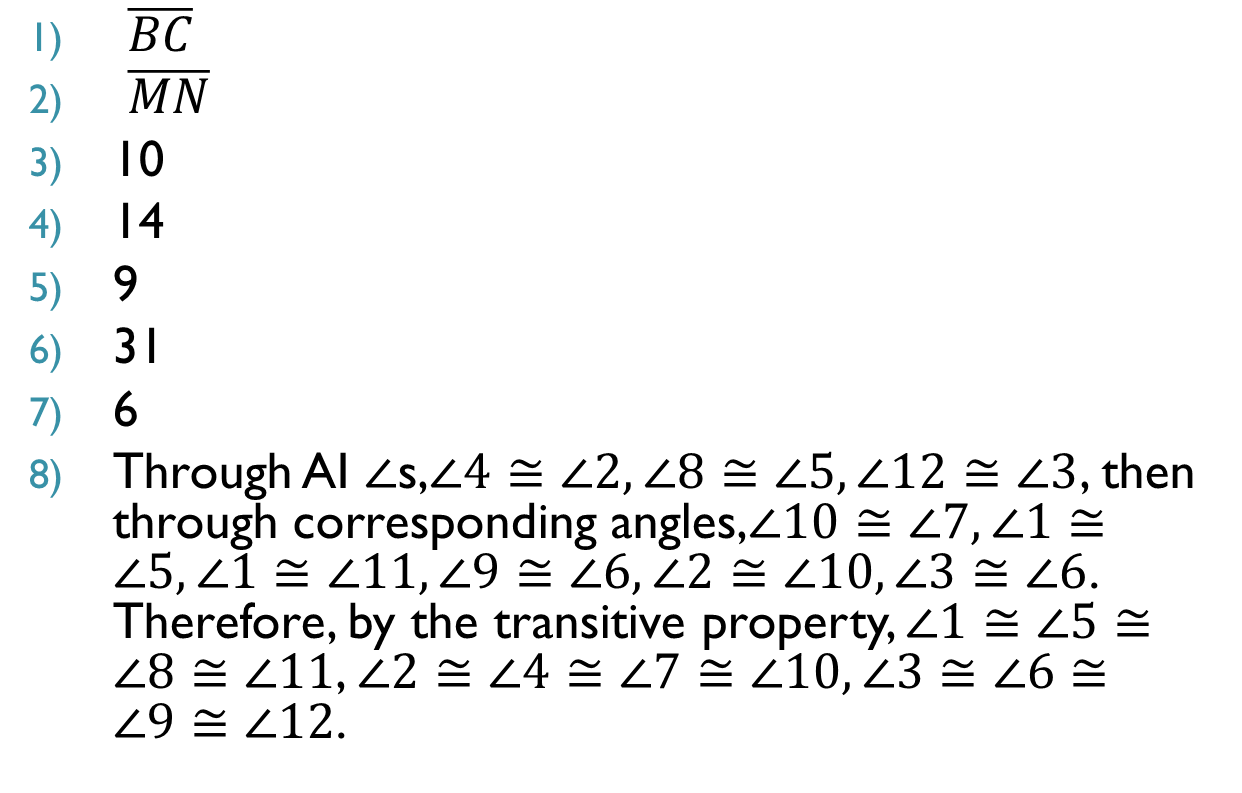 1) B̅C̅
2) M̅N̅
3) 10
4) 14
5) 9
6) 31
7) 6
8) Through AI ∠s,∠4 ≅ ∠2, ∠8 ≅ ∠5, ∠12 ≅ ∠3, then
through corresponding angles,∠10 ≅ ∠7, ∠1 ≅
∠5, ∠1 ≅ ∠11, ∠9 ≅ ∠6, ∠2 ≅ ∠10, ∠3 ≅ ∠6.
Therefore, by the transitive property, ∠1 ≅ ∠5 ≅
∠8 ≅ ∠11, ∠2 ≅ ∠4 ≅ ∠7 ≅ ∠10, ∠3 ≅ ∠6 ≅
∠9 ≅ ∠12.